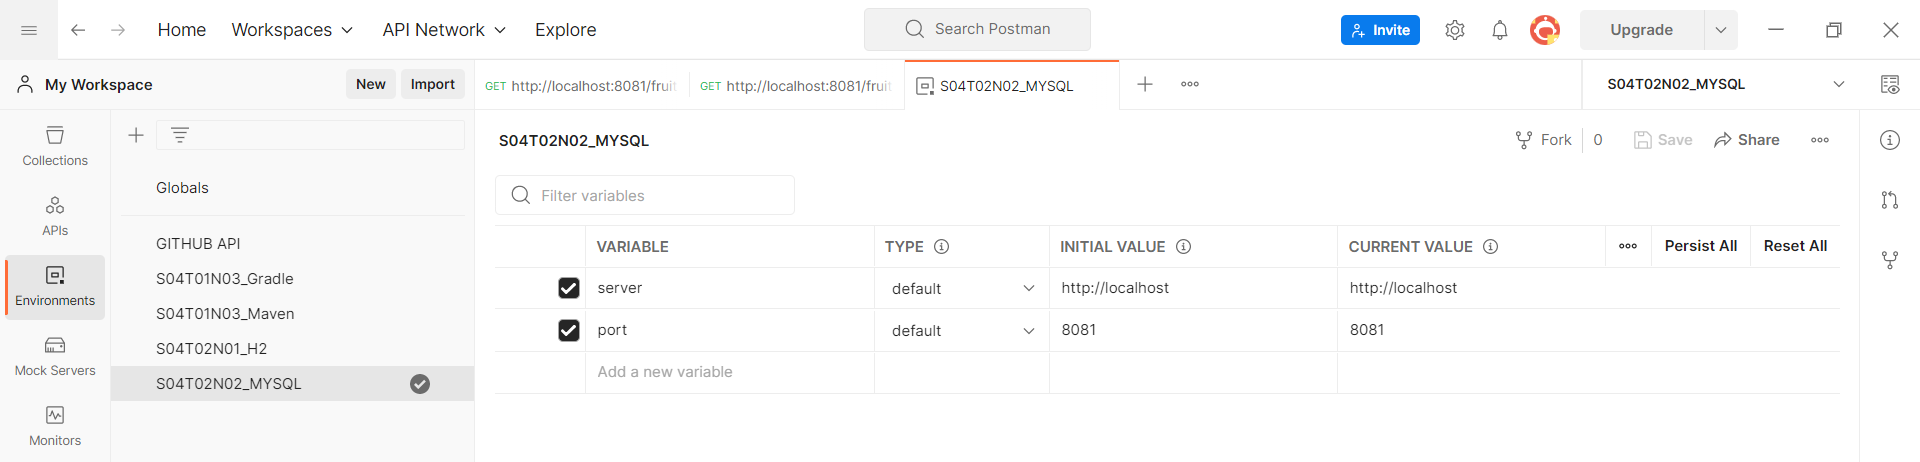 Home Workspaces API Network Explore Search Postman Invite Upgrade
My Workspace New Import GET http://localhost:8081/fruit GET http://localhost:8081/fruit S04T02N02_MYSQL S04T02N02_MYSQL
Collections
APIs
Environments
Mock Servers
Monitors
Globals
GITHUB API
S04T01N03_Gradle
S04T01N03_Maven
S04T02N01_H2
S04T02N02_MYSQL
S04T02N02_MYSQL Fork 0 Save Share
Filter variables
VARIABLE TYPE INITIAL VALUE CURRENT VALUE Persist All Reset All
server default http://localhost http://localhost
port default 8081 8081
Add a new variable